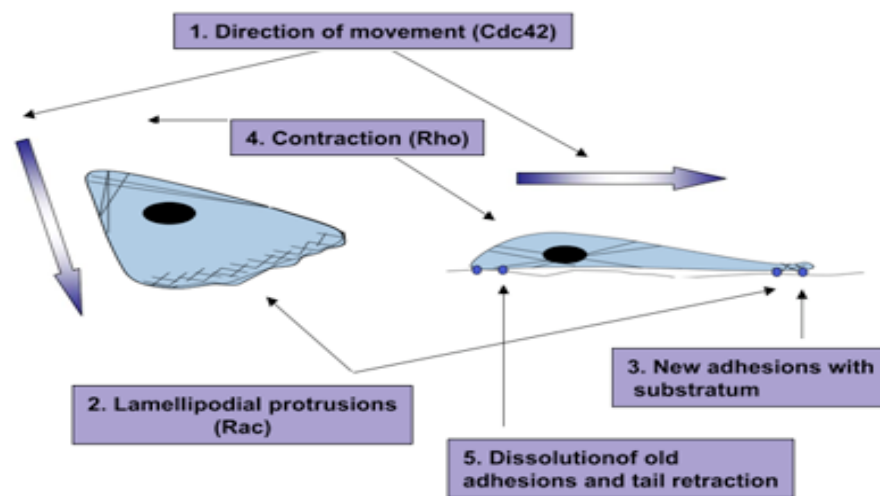 1. Direction of movement (Cdc42)
4. Contraction (Rho)
3. New adhesions with
substratum
2. Lamellipodial protrusions
(Rac)
5. Dissolutionof old
adhesions and tail retraction